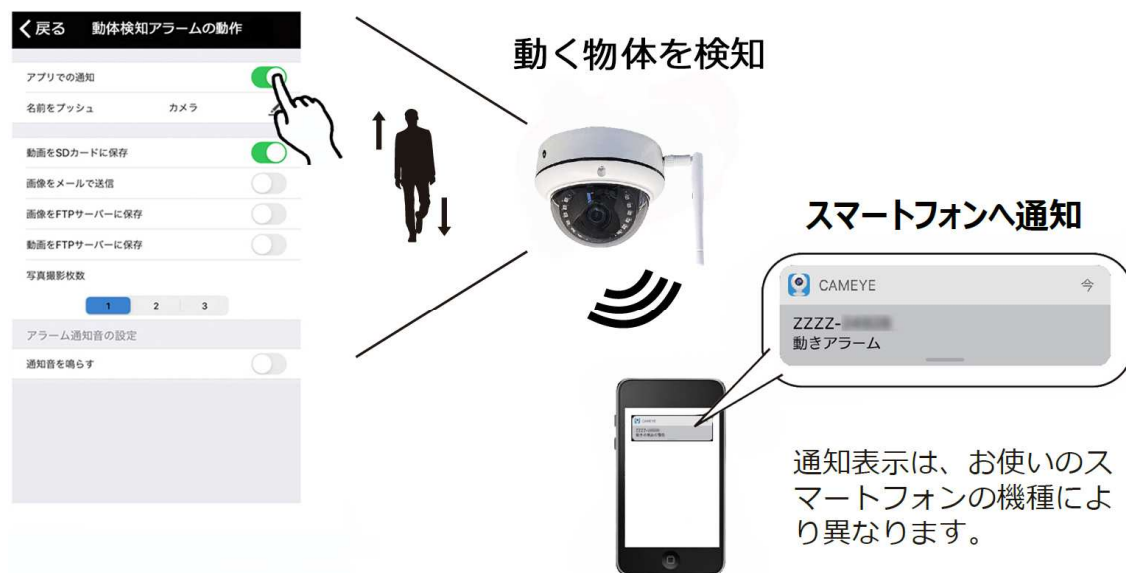 戻る 動体検知アラームの動作
アプリでの通知
名前をプッシュ カメラ
動画をSDカードに保存
画像をメールで送信
画像をFTPサーバーに保存
動画をFTPサーバーに保存
写真撮影枚数
1 2 3
アラーム通知音の設定
通知音を鳴らす
動く物体を検知
スマートフォンへ通知
CAMEYE 今
ZZZZ-
動きアラーム
CAMEYE
通知表示は、お使いのス
マートフォンの機種によ
り異なります。